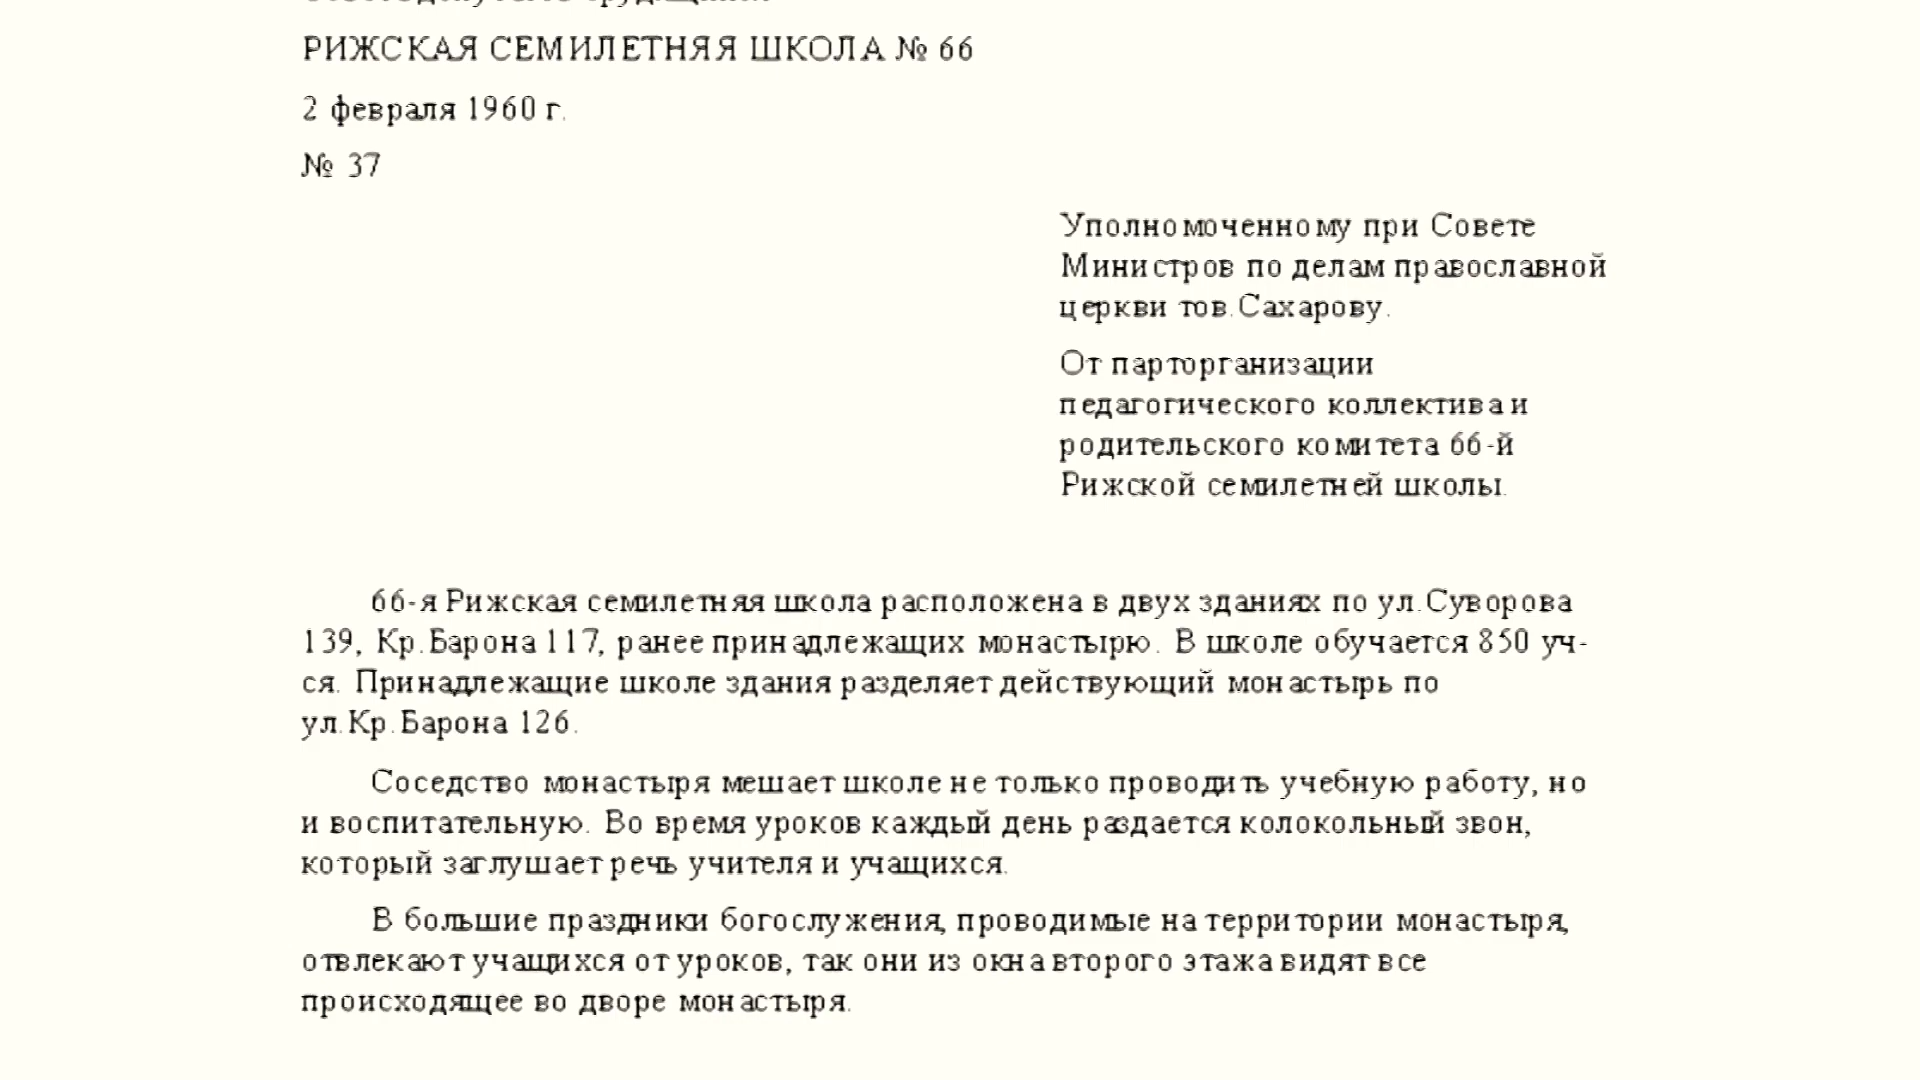 РИЖСКАЯ СЕМИЛЕТНЯЯ ШКОЛА № 66
2 февраля 1960 г.
№ 37
Уполномоченному при Совете
Министров по делам православной
церкви тов.Сахарову.
От парторганизации
педагогического коллектива и
родительского комитета 66-й
Рижской семилетней школы.
66-я Рижская семилетняя школа расположена в двух зданиях по ул.Суворова
139, Кр.Барона 117, ранее принадлежащих монастырю. В школе обучается 850 уч-
ся. Принадлежащие школе здания разделяет действующий монастырь по
ул.Кр.Барона 126.
Соседство монастыря мешает школе не только проводить учебную работу, но
и воспитательную. Во время уроков каждый день раздается колокольный звон,
который заглушает речь учителя и учащихся.
В большие праздники богослужения, проводимые на территории монастыря,
отвлекают учащихся от уроков, так они из окна второго этажа видят все
происходящее во дворе монастыря.